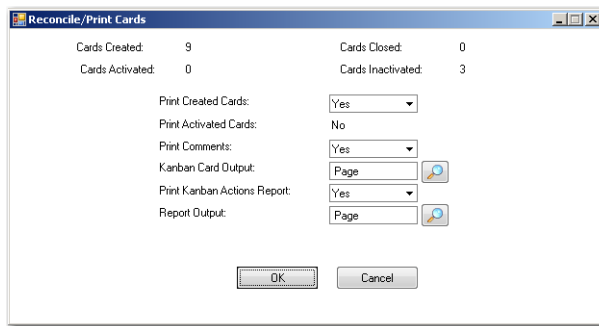 Reconcile/Print Cards
Cards Created: 9 Cards Closed: 0
Cards Activated: 0 Cards Inactivated: 3
Print Created Cards: Yes
Print Activated Cards: No
Print Comments: Yes
Kanban Card Output: Page
Print Kanban Actions Report: Yes
Report Output: Page
OK Cancel